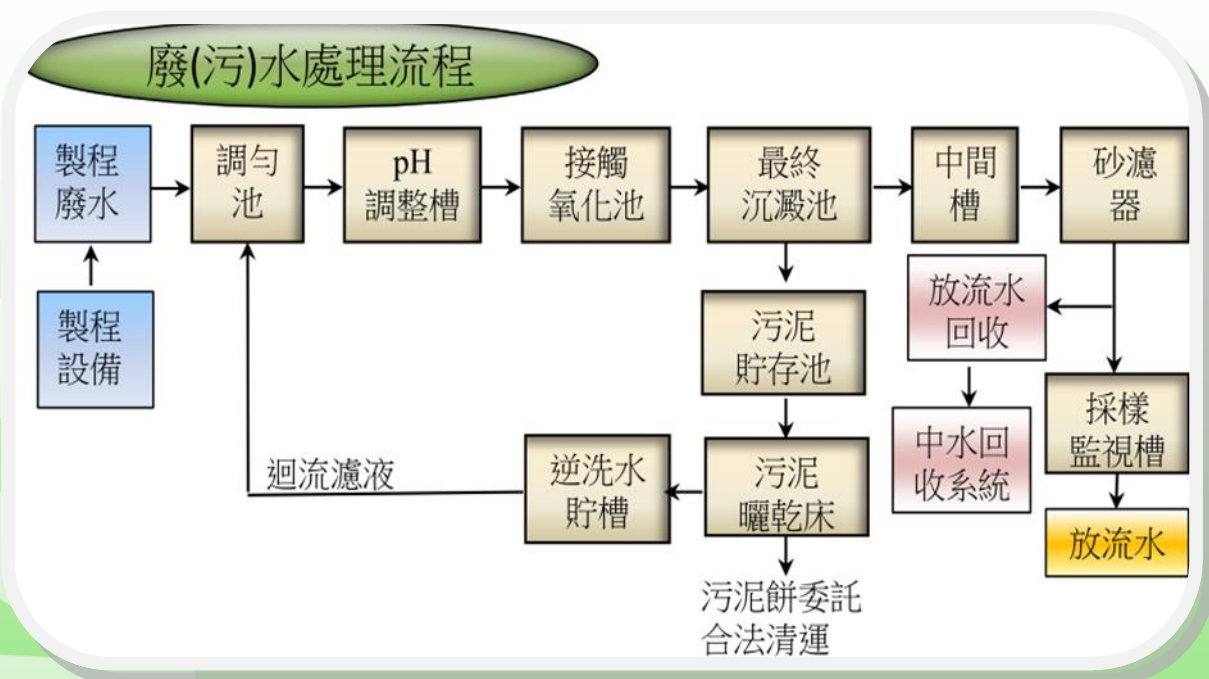 廢(污)水處理流程
製程
廢水
調勻
池
pH
調整槽
接觸
氧化池
最終
沉澱池
中間
槽
砂濾
器
製程
設備
污泥
貯存池
放流水
回收
採樣
監視槽
迴流濾液
逆洗水
貯槽
污泥
曬乾床
中水回
收系統
放流水
污泥餅委託
合法清運